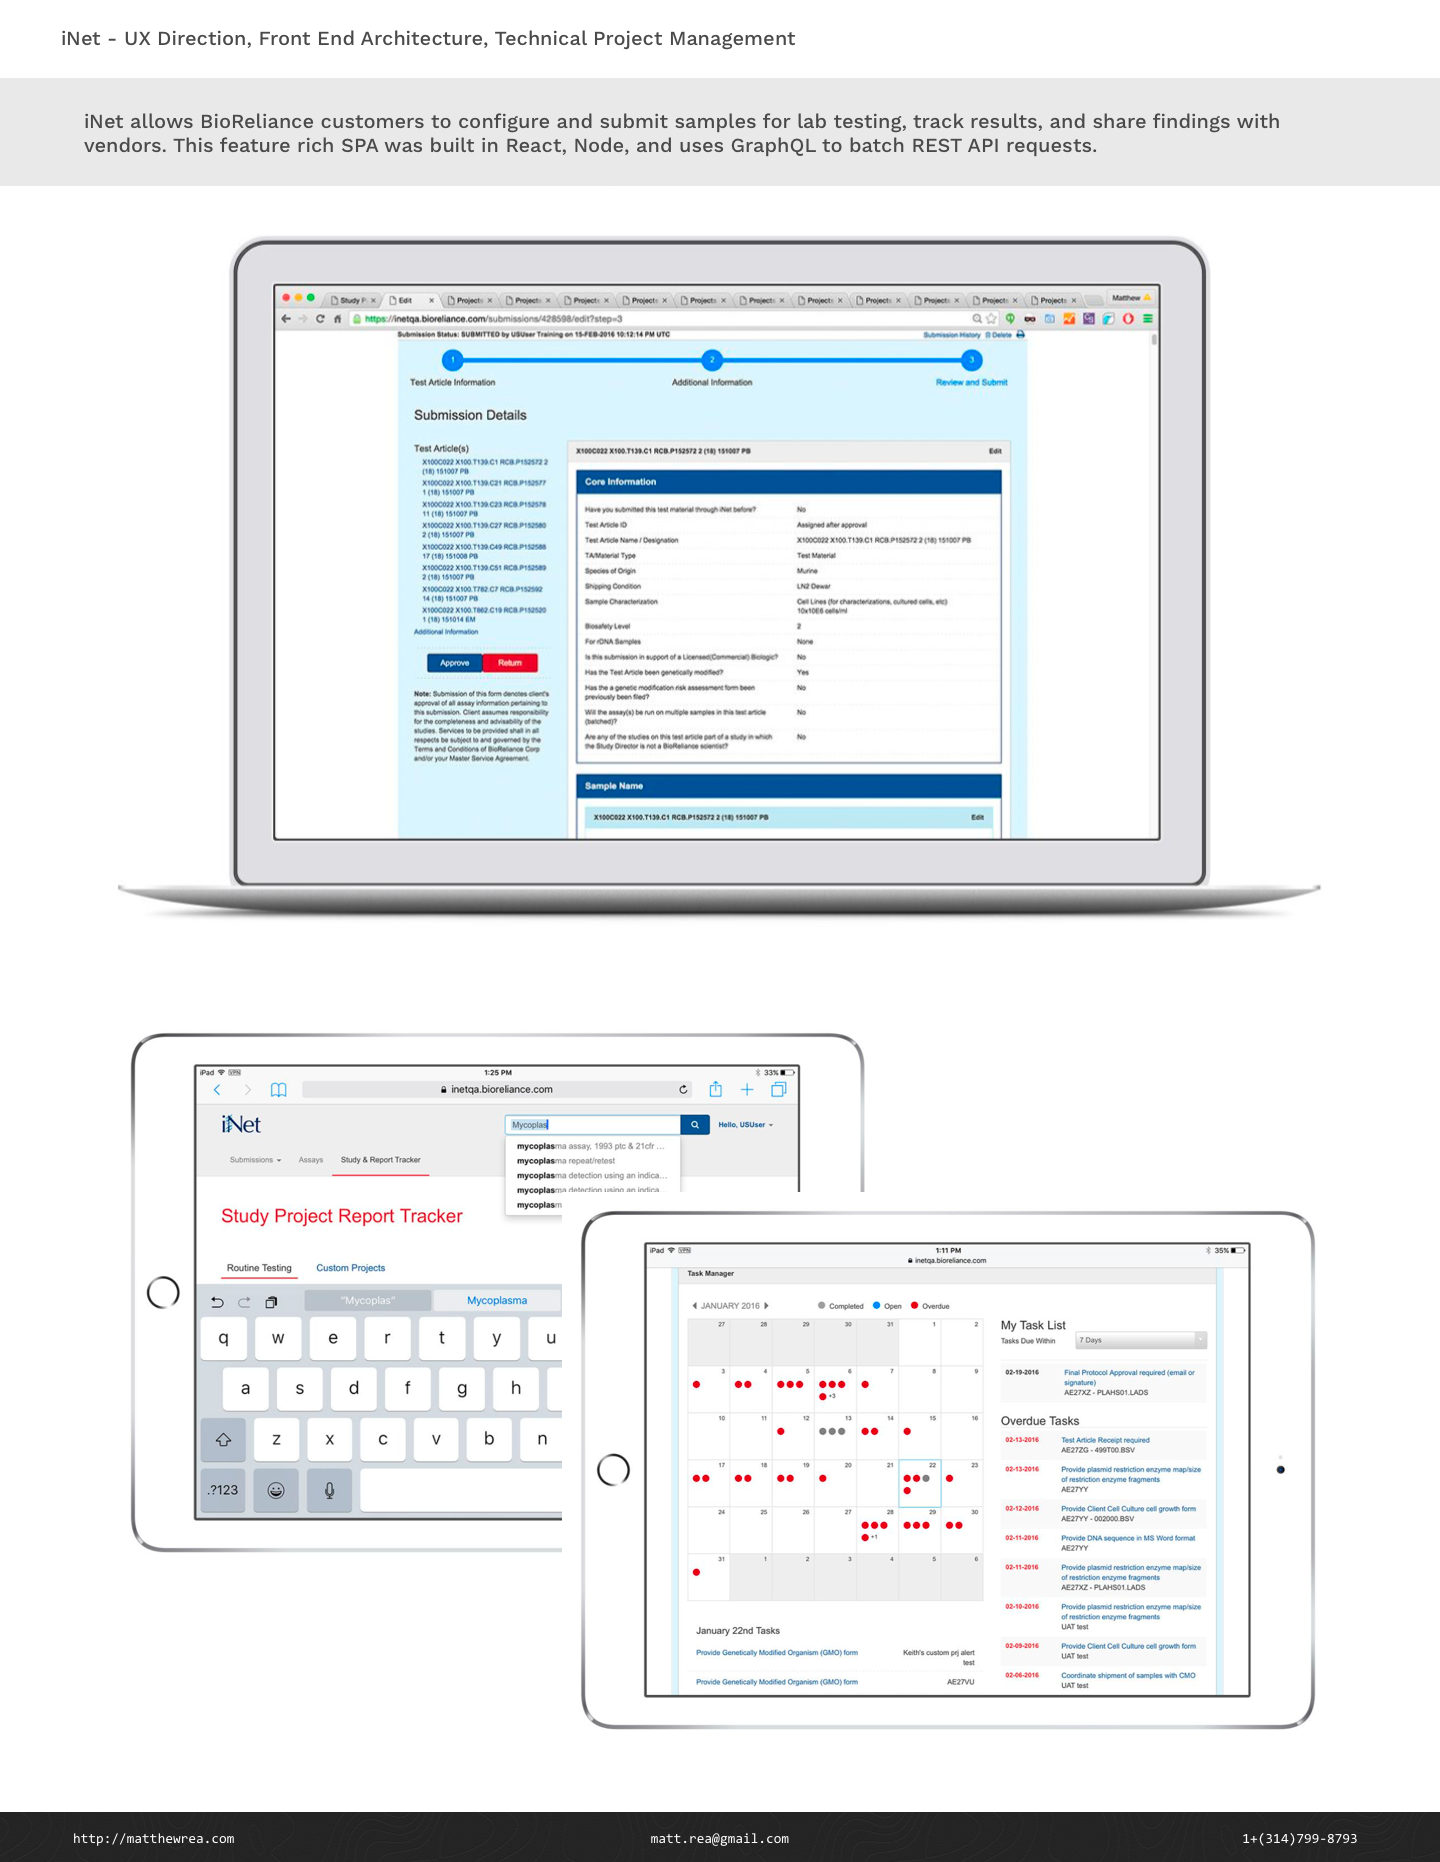 iNet - UX Direction, Front End Architecture, Technical Project Management
iNet allows BioReliance customers to configure and submit samples for lab testing, track results, and share findings with
vendors. This feature rich SPA was built in React, Node, and uses GraphQL to batch REST API requests.
Study P Edit Projects Projects Projects Projects Projects Projects Projects Projects Projects Projects Projects Matthew
https://inetqa.bioreliance.com/submissions/428598/edit?step=3
Submission Status: SUBMITTED by USUser Training on 15-FEB-2016 10:12:14 PM UTC
Submission History Delete
1 2 3
Test Article Information Additional Information Review and Submit
Submission Details
Test Article(s)
X100C022 X100.T139.C1 RCB.P152572 2
(18) 151007 PB
X100C022 X100.T139.C21 RCB.P152577
1 (18) 151007 PB
X100C022 X100.T139.C23 RCB.P152578
11 (18) 151007 PB
X100C022 X100.T139.C27 RCB.P152580
2 (18) 151007 PB
X100C022 X100.T139.C49 RCB.P152588
17 (18) 151008 PB
X100C022 X100.T139.C51 RCB.P152589
2 (18) 151007 PB
X100C022 X100.T782.C7 RCB.P152592
14 (18) 151007 PB
X100C022 X100.T862.C19 RCB.P152520
1 (18) 151014 EM
Additional Information
Approve Return
Note: Submission of this form denotes client's
approval of all assay information pertaining to
this submission. Client assumes responsibility
for the completeness and advisability of the
studies. Services to be provided shall in all
respects be subject to and governed by the
Terms and Conditions of BioReliance Corp
and/or your Master Service Agreement.
X100C022 X100.T139.C1 RCB.P152572 2 (18) 151007 PB Edit
Core Information
Have you submitted this test material through iNet before? No
Test Article ID Assigned after approval
Test Article Name / Designation X100C022 X100.T139.C1 RCB.P152572 2 (18) 151007 PB
TA/Material Type Test Material
Species of Origin Murine
Shipping Condition LN2 Dewar
Sample Characterization Cell Lines (for characterizations, cultured cells, etc)
10x10E6 cells/ml
Biosafety Level 2
For rDNA Samples None
Is this submission in support of a Licensed(Commercial) Biologic? No
Has the Test Article been genetically modified? Yes
Has the a genetic modification risk assessment form been No
previously been filed?
Will the assay(s) be run on multiple samples in this test article No
(batched)?
Are any of the studies on this test article part of a study in which No
the Study Director is not a BioReliance scientist?
Sample Name
X100C022 X100.T139.C1 RCB.P152572 2 (18) 151007 PB Edit
iPad VPN 1:25 PM 33%
inetqa.bioreliance.com
iNet
Mycoplas
Hello, USUser
mycoplasma assay, 1993 ptc & 21cfr ...
mycoplasma repeat/retest
mycoplasma detection using an indica...
mycoplasma detection using an indica...
mycoplasm
Submissions Assays Study & Report Tracker
Study Project Report Tracker
Routine Testing Custom Projects
"Mycoplas" Mycoplasma
q w e r t y u
a s d f g h
z x c v b n
.?123
iPad VPN 1:11 PM 35%
inetqa.bioreliance.com
Task Manager
JANUARY 2016 Completed Open Overdue
27 28 29 30 31 1 2
3 4 5 6 7 8 9
+3
10 11 12 13 14 15 16
17 18 19 20 21 22 23
24 25 26 27 28 29 30
+1
31 1 2 3 4 5 6
January 22nd Tasks
Provide Genetically Modified Organism (GMO) form Keith's custom prj alert
test
Provide Genetically Modified Organism (GMO) form AE27VU
My Task List
Tasks Due Within 7 Days
02-19-2016 Final Protocol Approval required (email or
signature)
AE27XZ - PLAHS01.LADS
Overdue Tasks
02-13-2016 Test Article Receipt required
AE27ZG - 499T00.BSV
02-13-2016 Provide plasmid restriction enzyme map/size
of restriction enzyme fragments
AE27YY
02-12-2016 Provide Client Cell Culture cell growth form
AE27YY - 002000.BSV
02-11-2016 Provide DNA sequence in MS Word format
AE27YY
02-11-2016 Provide plasmid restriction enzyme map/size
of restriction enzyme fragments
AE27XZ - PLAHS01.LADS
02-10-2016 Provide plasmid restriction enzyme map/size
of restriction enzyme fragments
UAT test
02-09-2016 Provide Client Cell Culture cell growth form
UAT test
02-06-2016 Coordinate shipment of samples with CMO
UAT test
http://matthewrea.com matt.rea@gmail.com 1+(314)799-8793